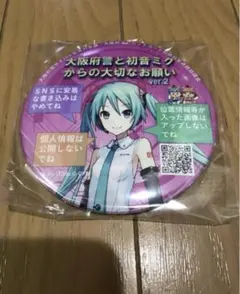 大阪府警と初音ミク
からの大切なお願い
ver.2
SNSに安易
な書き込みは
やめてね
位置情報等が
入った画像は
アップしない
でね
個人情報は
公開しない
でね